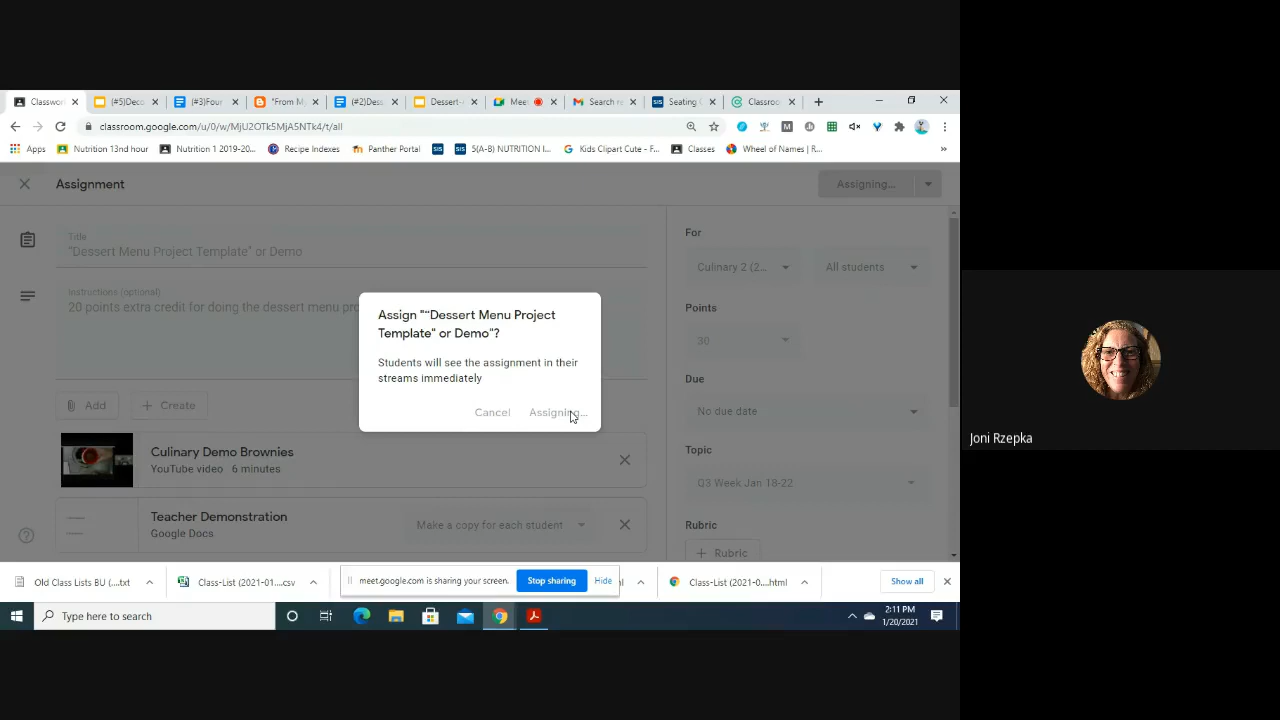 Classwor
(#5)Deco
(#3)Four
"From M
(#2)Dess
Dessert-
Meet
Search re
Seating C
Classroo
classroom.google.com/u/0/w/MjU2OTk5MjA5NTk4/t/all
Apps
Nutrition 13nd hour
Nutrition 1 2019-20...
Recipe Indexes
Panther Portal
5(A-B) NUTRITION I...
Kids Clipart Cute - F...
Classes
Wheel of Names | R...
»
Assignment
Assigning...
Title
"Dessert Menu Project Template" or Demo
Instructions (optional)
20 points extra credit for doing the dessert menu pro
Add
Create
Culinary Demo Brownies
YouTube video 6 minutes
Teacher Demonstration
Google Docs
Make a copy for each student
For
Culinary 2 (2...
All students
Points
30
Due
No due date
Topic
Q3 Week Jan 18-22
Rubric
+ Rubric
Assign "“Dessert Menu Project
Template" or Demo"?
Students will see the assignment in their
streams immediately
Cancel
Assigning...
Old Class Lists BU (....txt
Class-List (2021-01....csv
meet.google.com is sharing your screen.
Stop sharing
Hide
Class-List (2021-0....html
Show all
Type here to search
2:11 PM
1/20/2021
Joni Rzepka